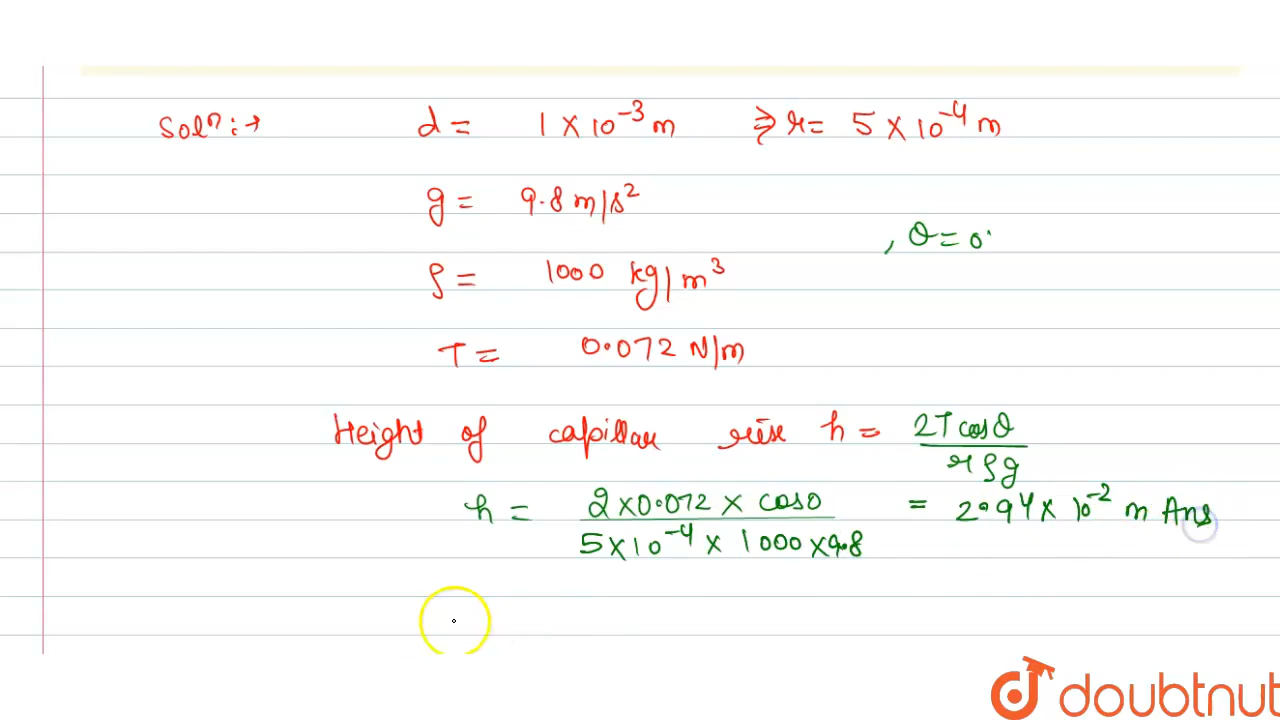 Solⁿ:→ d = 1 × 10⁻³ m ⇒ r = 5 × 10⁻⁴ m
g = 9.8 m/s²
, θ = 0°
ρ = 1000 kg/m³
T = 0.072 N/m
Height of capillar rise h = 2T cosθ / rρg
h = 2×0.072 × cos0 / 5×10⁻⁴ × 1000×9.8 = 2.94 × 10⁻² m Ans
doubtnut